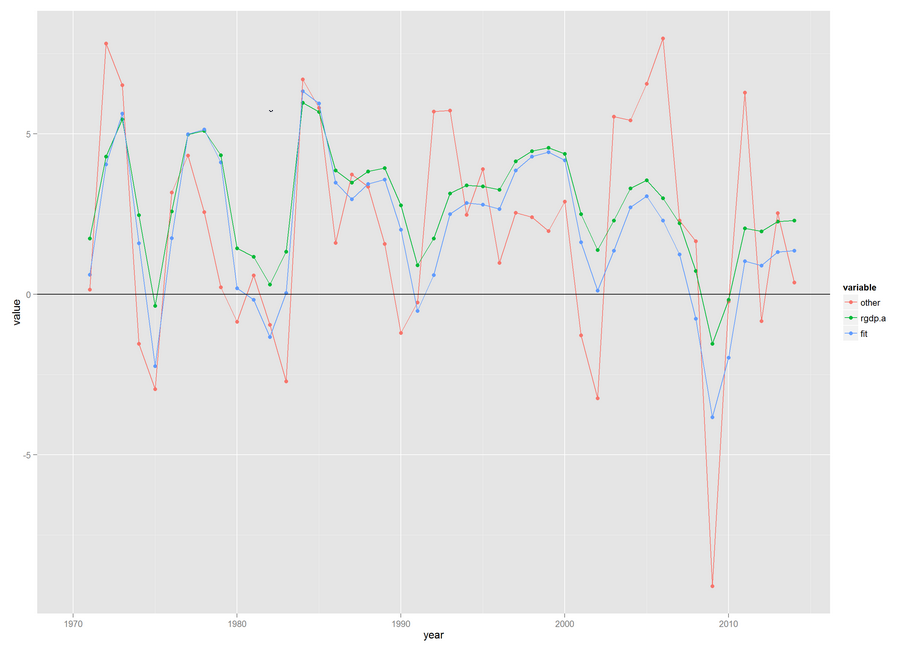 5
0
-5
value
1970
1980
1990
2000
2010
year
variable
other
rgdp.a
fit